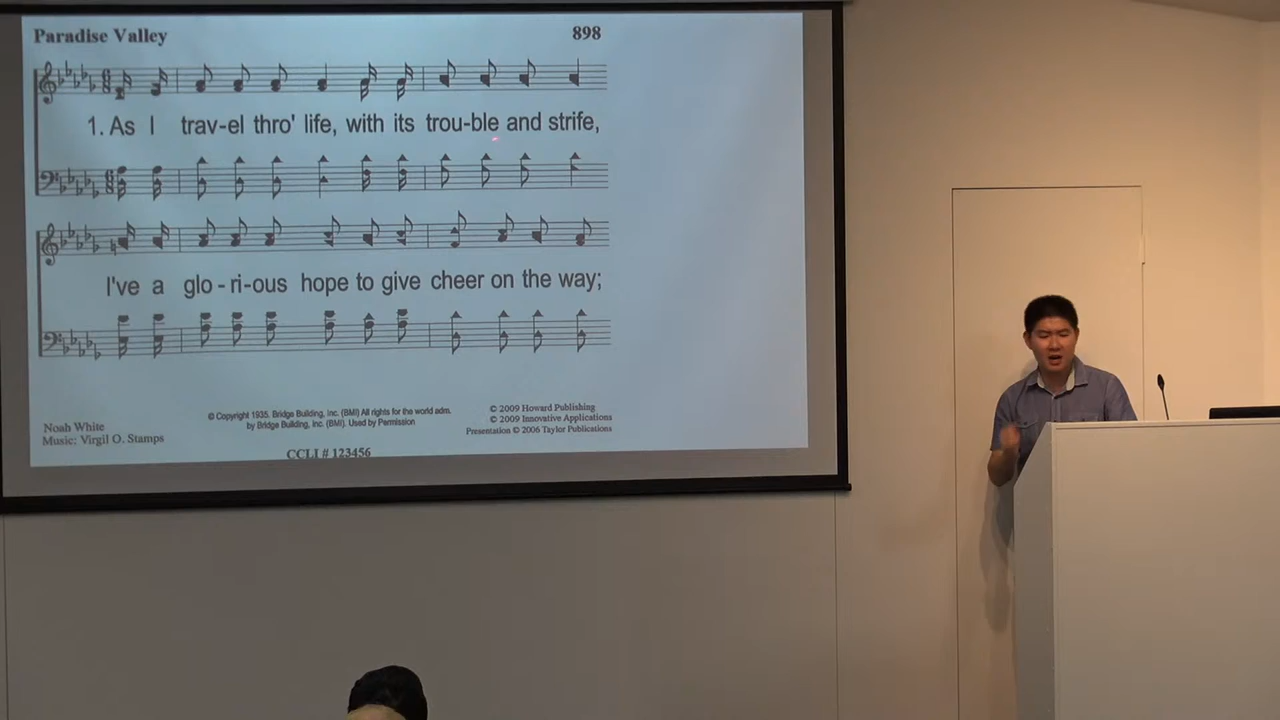 Paradise Valley 898
1. As I trav-el thro' life, with its trou-ble and strife,
I've a glo-ri-ous hope to give cheer on the way;
Noah White
Music: Virgil O. Stamps
© Copyright 1935. Bridge Building, Inc. (BMI) All rights for the world adm.
by Bridge Building, Inc. (BMI). Used by Permission
© 2009 Howard Publishing
© 2009 Innovative Applications
Presentation © 2006 Taylor Publications
CCLI # 123456